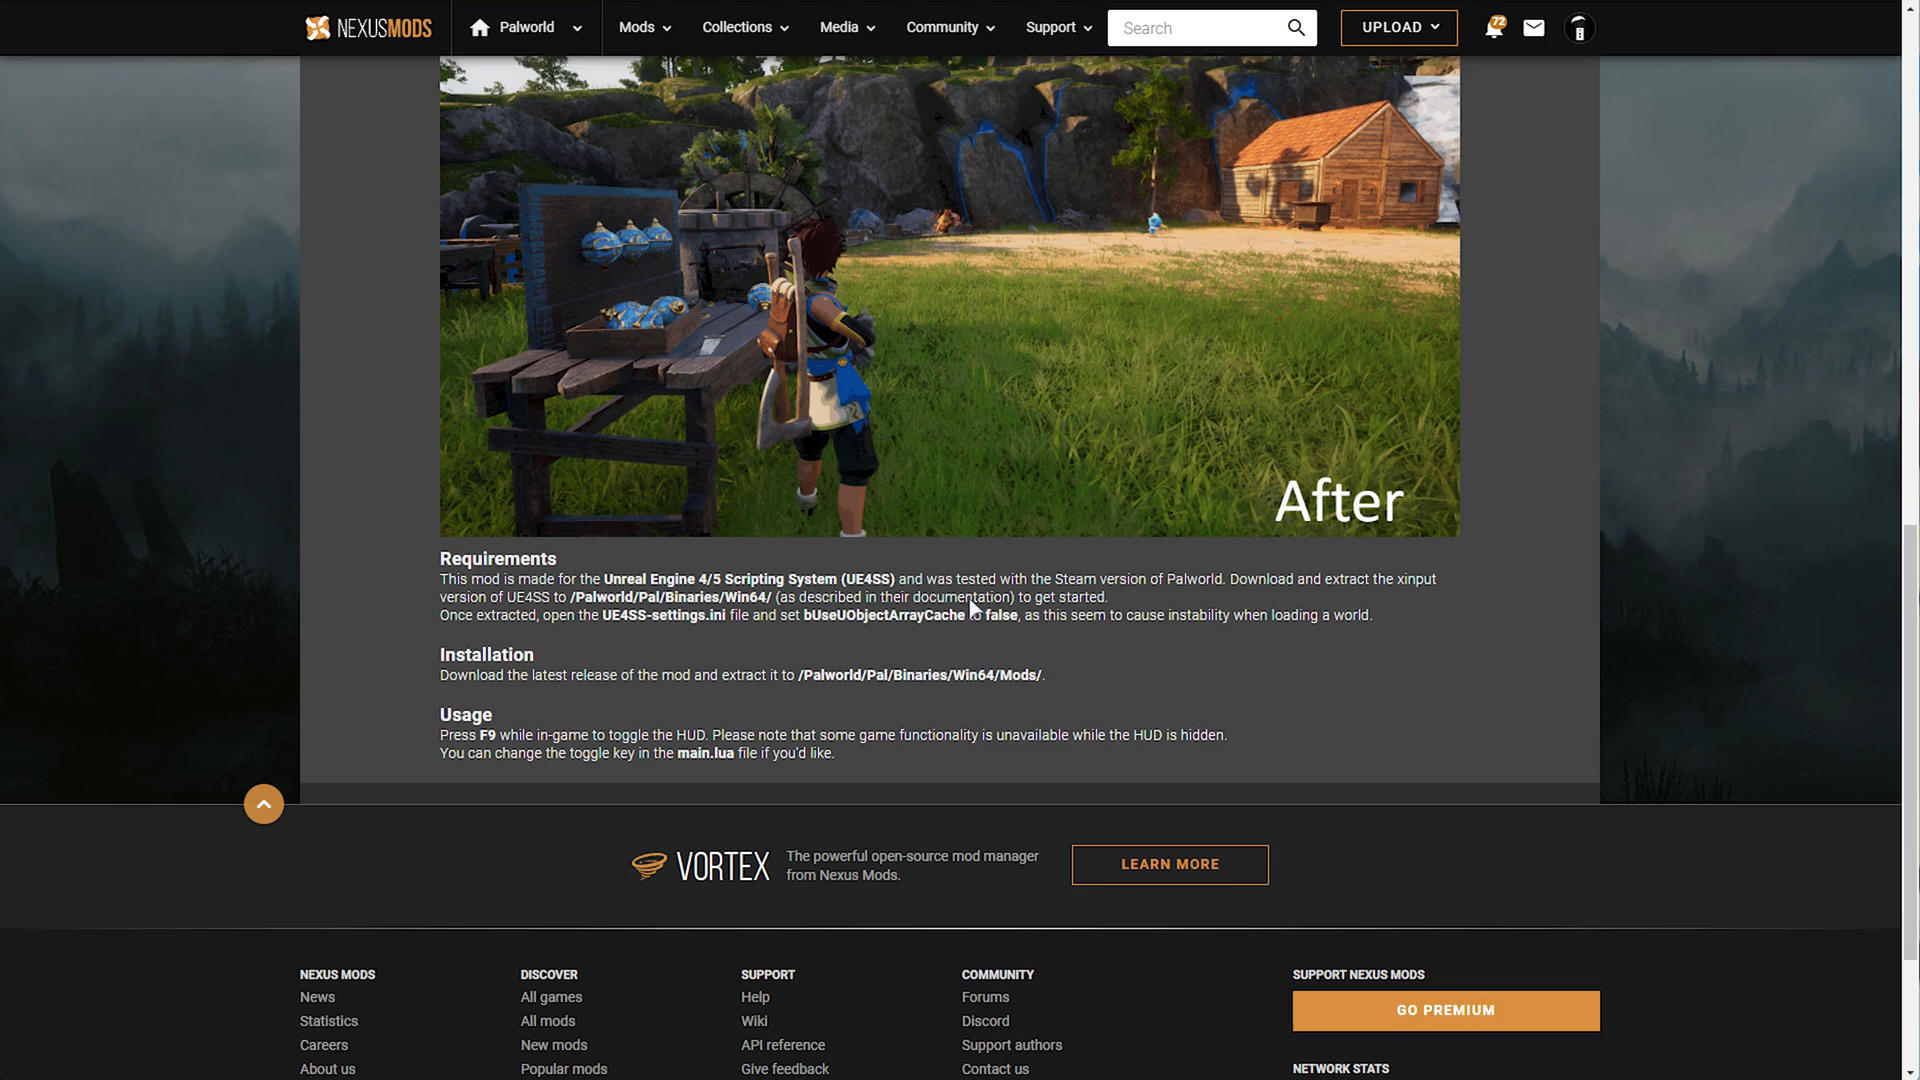 NEXUSMODS
Palworld
Mods
Collections
Media
Community
Support
Search
UPLOAD
72
After
Requirements
This mod is made for the Unreal Engine 4/5 Scripting System (UE4SS) and was tested with the Steam version of Palworld. Download and extract the xinput
version of UE4SS to /Palworld/Pal/Binaries/Win64/ (as described in their documentation) to get started.
Once extracted, open the UE4SS-settings.ini file and set bUseUObjectArrayCache to false, as this seem to cause instability when loading a world.
Installation
Download the latest release of the mod and extract it to /Palworld/Pal/Binaries/Win64/Mods/.
Usage
Press F9 while in-game to toggle the HUD. Please note that some game functionality is unavailable while the HUD is hidden.
You can change the toggle key in the main.lua file if you'd like.
VORTEX
The powerful open-source mod manager
from Nexus Mods.
LEARN MORE
NEXUS MODS
News
Statistics
Careers
About us
DISCOVER
All games
All mods
New mods
Popular mods
SUPPORT
Help
Wiki
API reference
Give feedback
COMMUNITY
Forums
Discord
Support authors
Contact us
SUPPORT NEXUS MODS
GO PREMIUM
NETWORK STATS